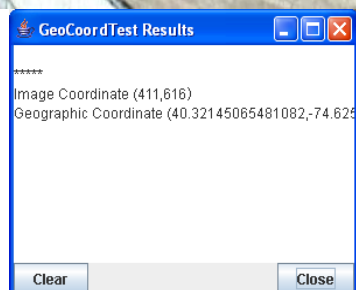 GeoCoordTest Results
*****
Image Coordinate (411,616)
Geographic Coordinate (40.32145065481082,-74.625
Clear
Close